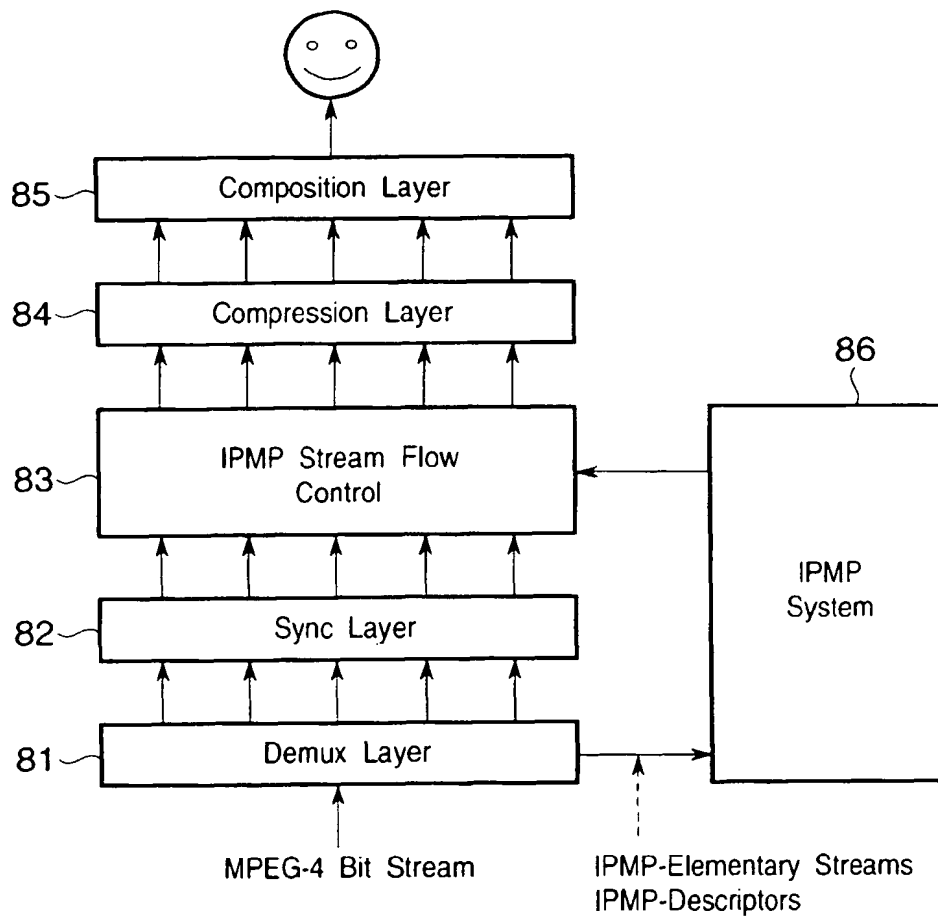 85
Composition Layer
84
Compression Layer
86
83
IPMP Stream Flow
Control
IPMP
System
82
Sync Layer
81
Demux Layer
MPEG-4 Bit Stream
IPMP-Elementary Streams
IPMP-Descriptors